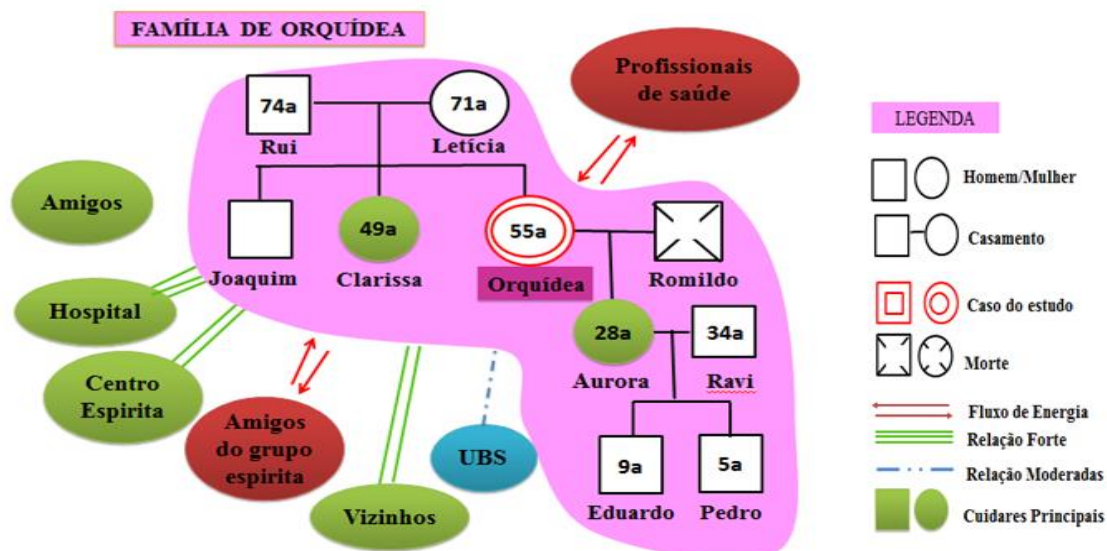 FAMÍLIA DE ORQUÍDEA
Profissionais
de saúde
74a
71a
Rui
Letícia
Amigos
49a
55a
Joaquim
Clarissa
Orquídea
Romildo
Hospital
28a
34a
Aurora
Ravi
Centro
Espirita
Amigos
do grupo
espirita
UBS
Vizinhos
9a
5a
Eduardo
Pedro
LEGENDA
Homem/Mulher
Casamento
Caso do estudo
Morte
Fluxo de Energia
Relação Forte
Relação Moderadas
Cuidares Principais